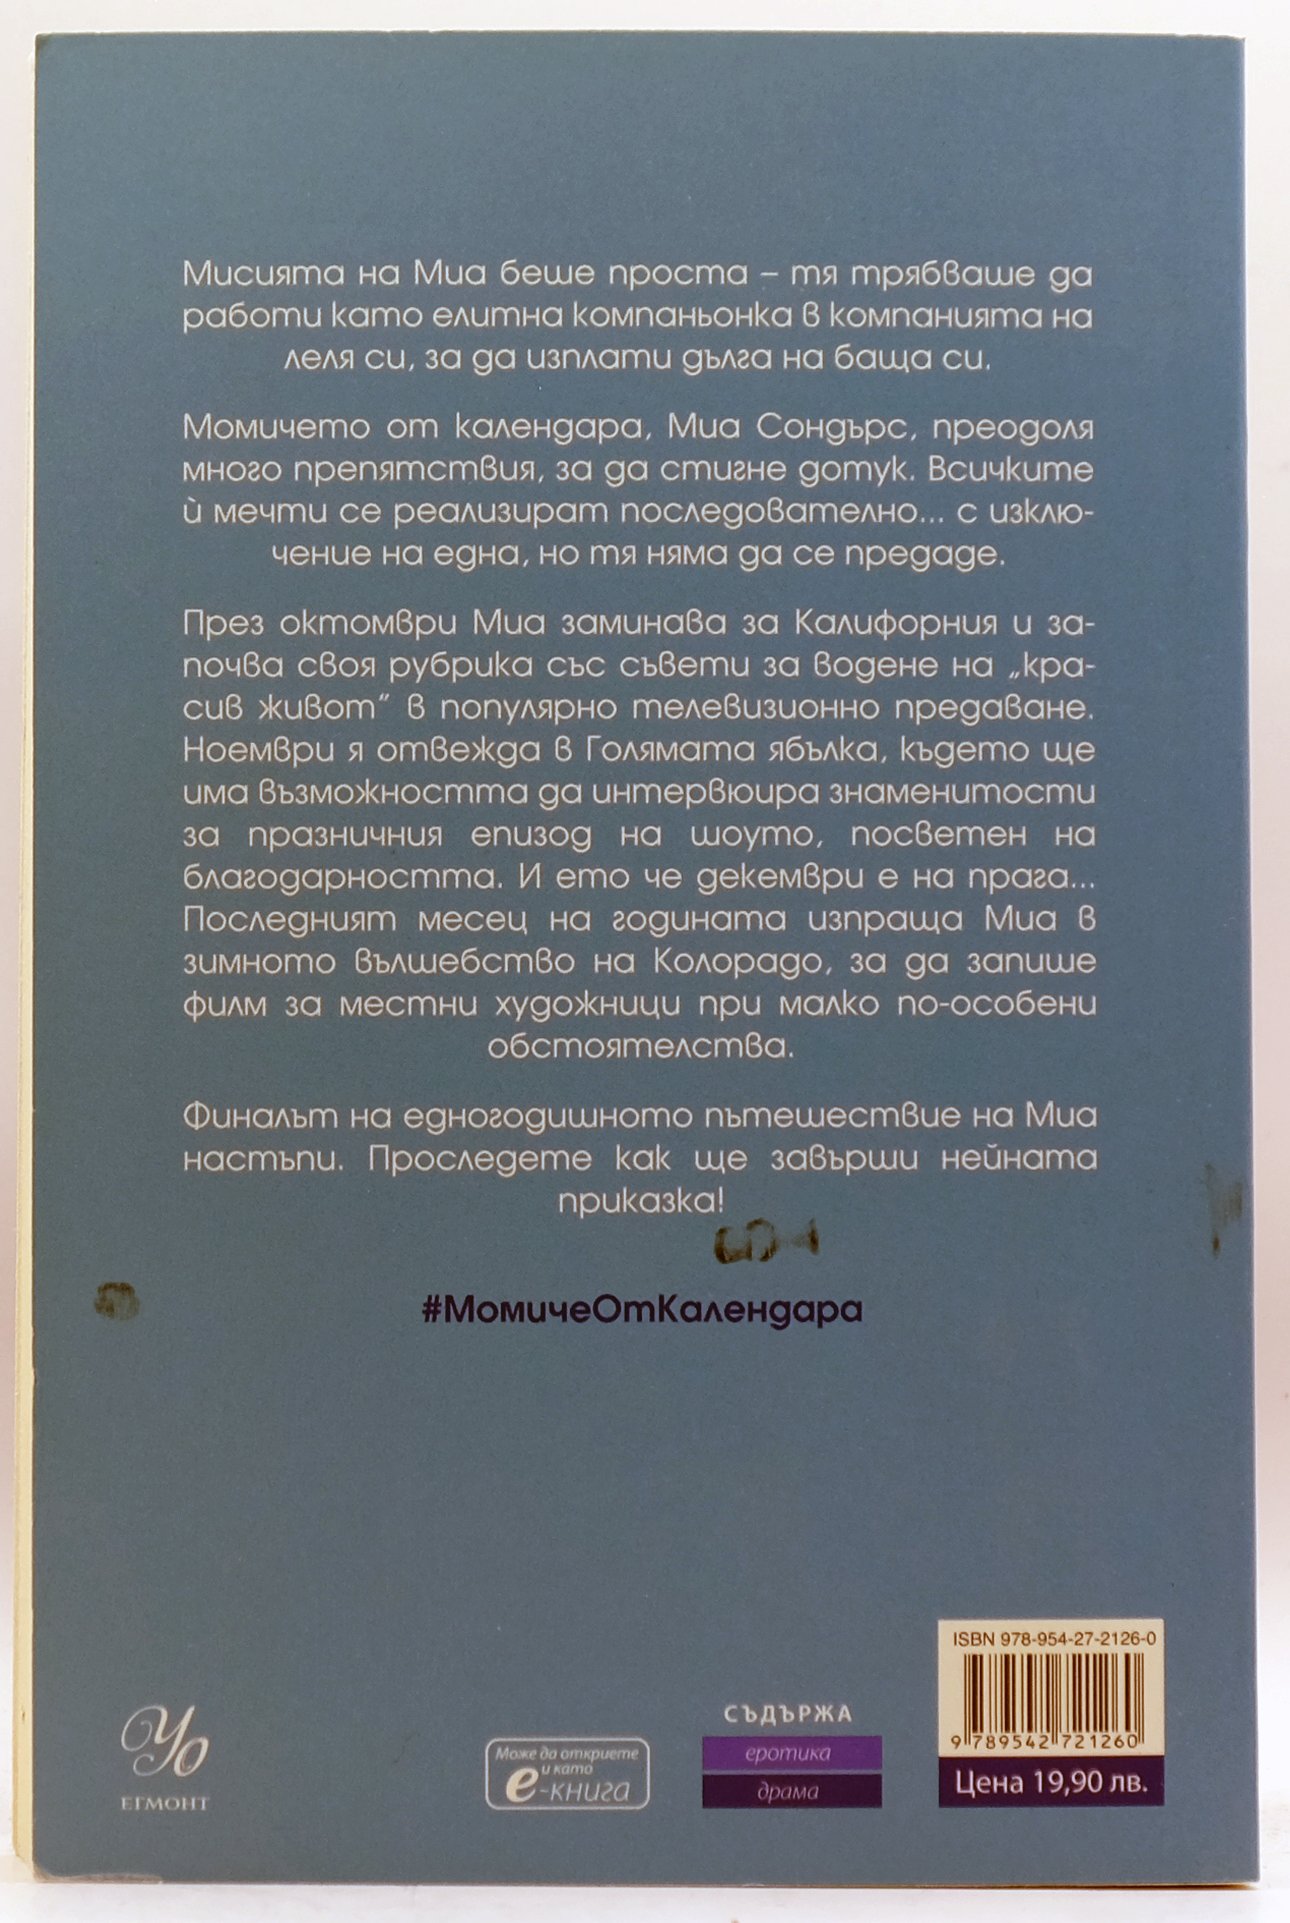 Мисията на Миа беше проста – тя трябваше да
работи като елитна компаньонка в компанията на
леля си, за да изплати дълга на баща си.
Момичето от календара, Миа Сондърс, преодоля
много препятствия, за да стигне дотук. Всичките
ѝ мечти се реализират последователно... с изклю-
чение на една, но тя няма да се предаде.
През октомври Миа заминава за Калифорния и за-
почва своя рубрика със съвети за водене на „кра-
сив живот“ в популярно телевизионно предаване.
Ноември я отвежда в Голямата ябълка, където ще
има възможността да интервюира знаменитости
за празничния епизод на шоуто, посветен на
благодарността. И ето че декември е на прага...
Последният месец на годината изпраща Миа в
зимното вълшебство на Колорадо, за да запише
филм за местни художници при малко по-особени
обстоятелства.
Финалът на едногодишното пътешествие на Миа
настъпи. Проследете как ще завърши нейната
приказка!
#МомичеОтКалендара
УО
ЕГМОНТ
Може да откриете
и като
е-книга
СЪДЪРЖА
еротика
драма
ISBN 978-954-27-2126-0
9 789542 721260
Цена 19,90 лв.